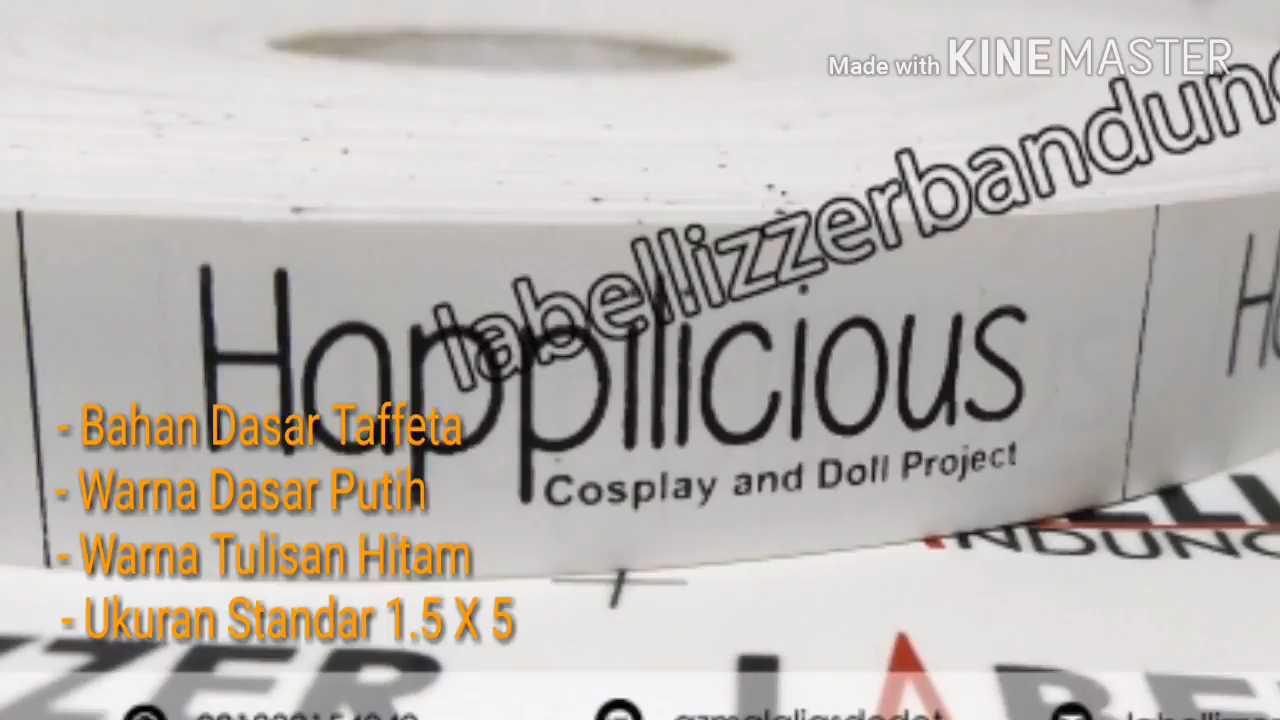 Made with KINEMASTER
labellizzerbandung
Happilicious
Cosplay and Doll Project
- Bahan Dasar Taffeta
- Warna Dasar Putih
- Warna Tulisan Hitam
- Ukuran Standar 1.5 X 5